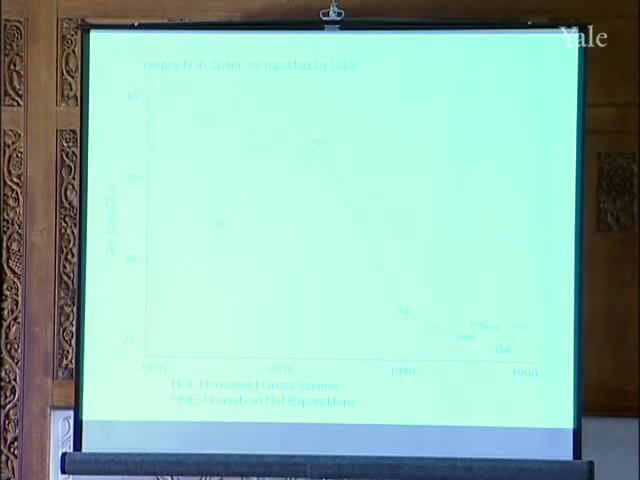 Yale
Inequality in Spain, as reported by D&S
40
35
30
25
1960 1970 1980 1990
HGI: Household Gross Income
HNE: Household Net Expenditure